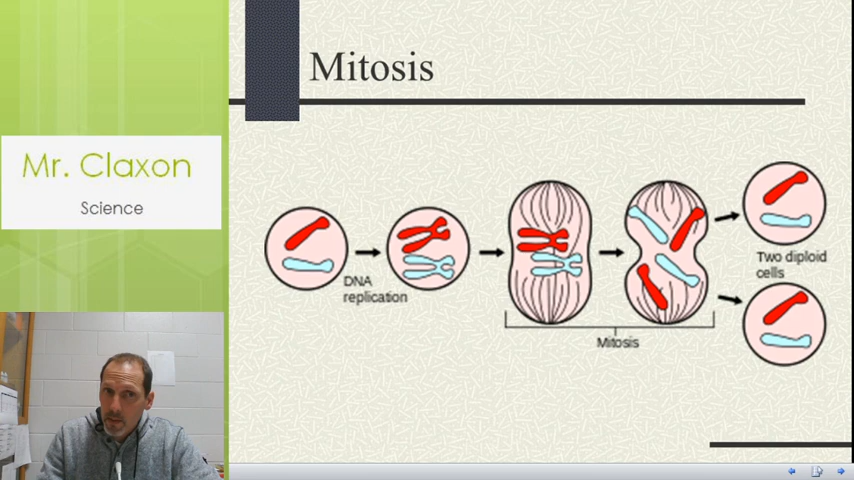 Mitosis
Mr. Claxon
Science
DNA
replication
Two diploid
cells
Mitosis